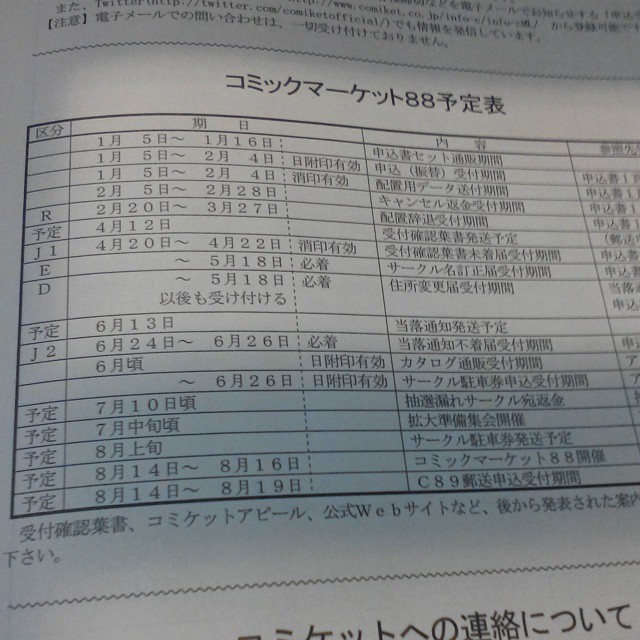 また、Twitter(http://twitter.com/comiketofficial/)でも情報を発信しています。
【注意】電子メールでの問い合わせは、一切受け付けておりません。
コミックマーケット88予定表
区分 期 日 内 容
1月 5日～ 1月16日 申込書セット通販期間
1月 5日～ 2月 4日 日附印有効 申込(振替)受付期間 申込書
1月 5日～ 2月 4日 消印有効 配置用データ送付期間 申込書
2月 5日～ 2月28日 キャンセル返金受付期間 申込書
R 2月20日～ 3月27日 配置辞退受付期間 申込書
予定 4月12日 受付確認葉書発送予定 (郵送
J1 4月20日～ 4月22日 消印有効 受付確認葉書未着届受付期間 申込
E ～ 5月18日 必着 サークル名訂正届受付期間 申込
D ～ 5月18日 必着 住所変更届受付期間 当落
以後も受け付ける
予定 6月13日 当落通知発送予定
J2 6月24日～ 6月26日 必着 当落通知不着届受付期間 申込
6月頃 日附印有効 カタログ通販受付期間 ア
～ 6月26日 日附印有効 サークル駐車券申込受付期間 ア
予定 7月10日頃 抽選漏れサークル宛返金
予定 7月中旬頃 拡大準備集会開催
予定 8月上旬 サークル駐車券発送予定
予定 8月14日～ 8月16日 コミックマーケット88開催
予定 8月14日～ 8月19日 C89郵送申込受付期間
受付確認葉書、コミケットアピール、公式Webサイトなど、後から発表された案
下さい。
コミケットへの連絡について